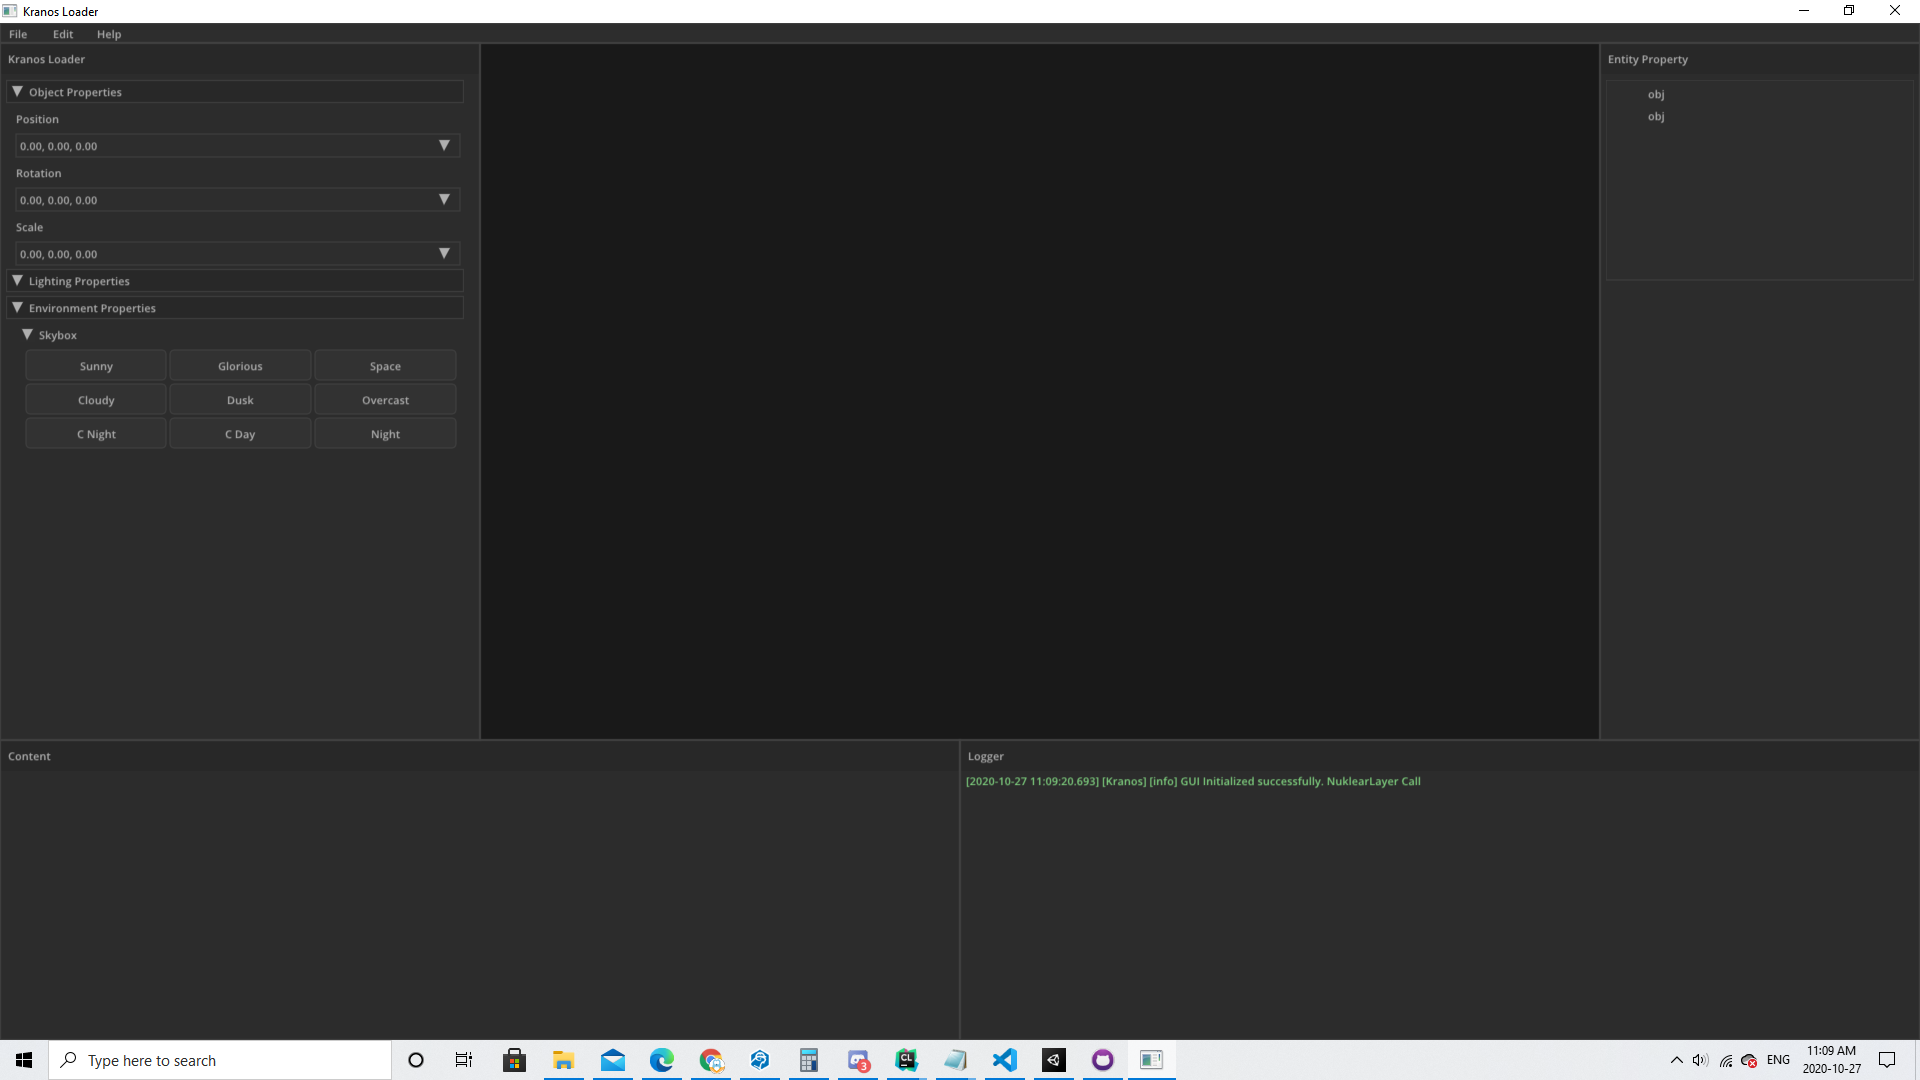 Kranos Loader
File Edit Help
Kranos Loader
Object Properties
Position
0.00, 0.00, 0.00
Rotation
0.00, 0.00, 0.00
Scale
0.00, 0.00, 0.00
Lighting Properties
Environment Properties
Skybox
Sunny Glorious Space
Cloudy Dusk Overcast
C Night C Day Night
Entity Property
obj
obj
Content
Logger
[2020-10-27 11:09:20.693] [Kranos] [info] GUI Initialized successfully. NuklearLayer Call
Type here to search
CL
3
ENG
11:09 AM
2020-10-27